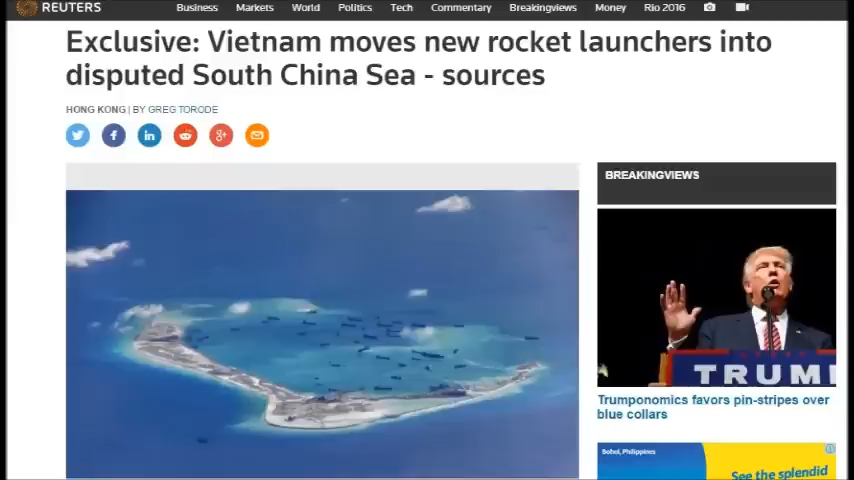 REUTERS
Business Markets World Politics Tech Commentary Breakingviews Money Rio 2016
Exclusive: Vietnam moves new rocket launchers into
disputed South China Sea - sources
HONG KONG | BY GREG TORODE
BREAKINGVIEWS
TRUM
Trumponomics favors pin-stripes over
blue collars
Bohol, Philippines
See the splendid